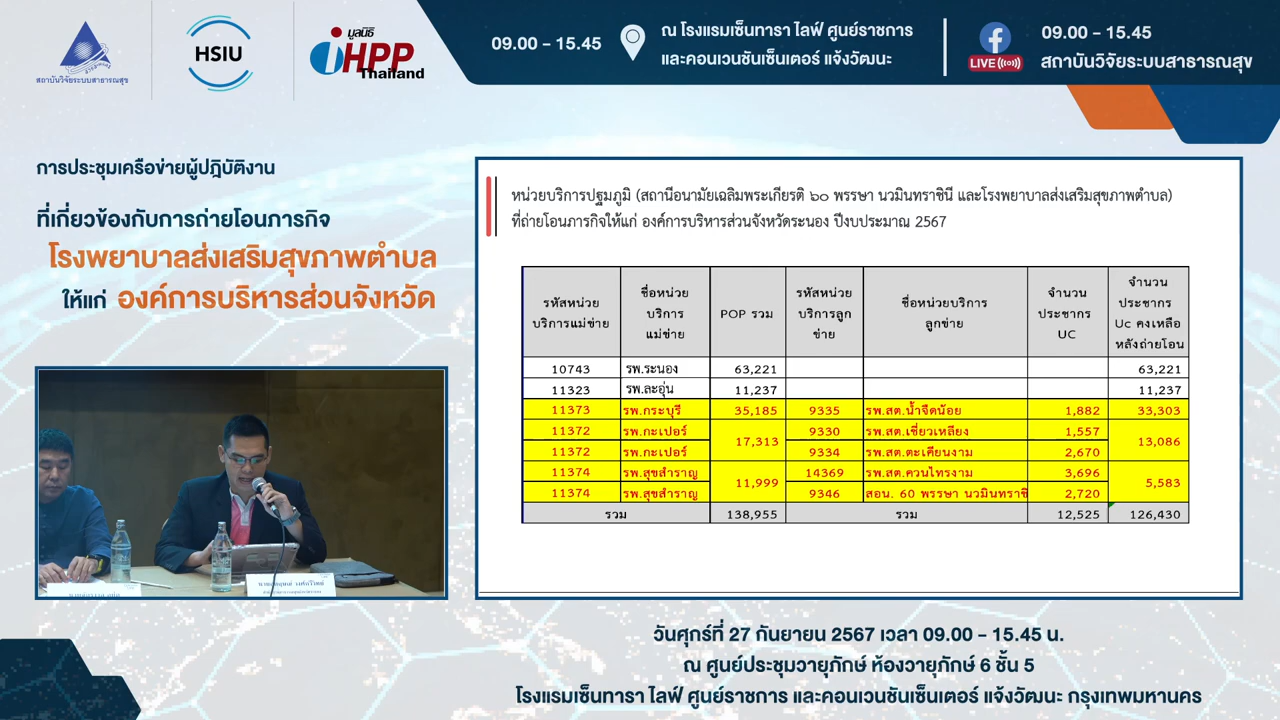 สถาบันวิจัยระบบสาธารณสุข
HSIU
มูลนิธิ
iHPP
Thailand
09.00 - 15.45
ณ โรงแรมเซ็นทารา ไลฟ์ ศูนย์ราชการ
และคอนเวนชันเซ็นเตอร์ แจ้งวัฒนะ
LIVE
09.00 - 15.45
สถาบันวิจัยระบบสาธารณสุข
การประชุมเครือข่ายผู้ปฏิบัติงาน
ที่เกี่ยวข้องกับการถ่ายโอนภารกิจ
โรงพยาบาลส่งเสริมสุขภาพตำบล
ให้แก่ องค์การบริหารส่วนจังหวัด
หน่วยบริการปฐมภูมิ (สถานีอนามัยเฉลิมพระเกียรติ ๖๐ พรรษา นวมินทราชินี และโรงพยาบาลส่งเสริมสุขภาพตำบล)
ที่ถ่ายโอนภารกิจให้แก่ องค์การบริหารส่วนจังหวัดระนอง ปีงบประมาณ 2567
รหัสหน่วยบริการแม่ข่าย ชื่อหน่วยบริการแม่ข่าย POP รวม รหัสหน่วยบริการลูกข่าย ชื่อหน่วยบริการลูกข่าย จำนวนประชากร UC จำนวนประชากร Uc คงเหลือหลังถ่ายโอน
10743 รพ.ระนอง 63,221 63,221
11323 รพ.ละอุ่น 11,237 11,237
11373 รพ.กระบุรี 35,185 9335 รพ.สต.น้ำจืดน้อย 1,882 33,303
11372 รพ.กะเปอร์ 17,313 9330 รพ.สต.เชี่ยวเหลียง 1,557 13,086
11372 รพ.กะเปอร์ 9334 รพ.สต.ตะเคียนงาม 2,670
11374 รพ.สุขสำราญ 11,999 14369 รพ.สต.ควนไทรงาม 3,696 5,583
11374 รพ.สุขสำราญ 9346 สอน. 60 พรรษา นวมินทราชิ 2,720
รวม 138,955 รวม 12,525 126,430
วันศุกร์ที่ 27 กันยายน 2567 เวลา 09.00 - 15.45 น.
ณ ศูนย์ประชุมวายุภักษ์ ห้องวายุภักษ์ 6 ชั้น 5
โรงแรมเซ็นทารา ไลฟ์ ศูนย์ราชการ และคอนเวนชันเซ็นเตอร์ แจ้งวัฒนะ กรุงเทพมหานคร